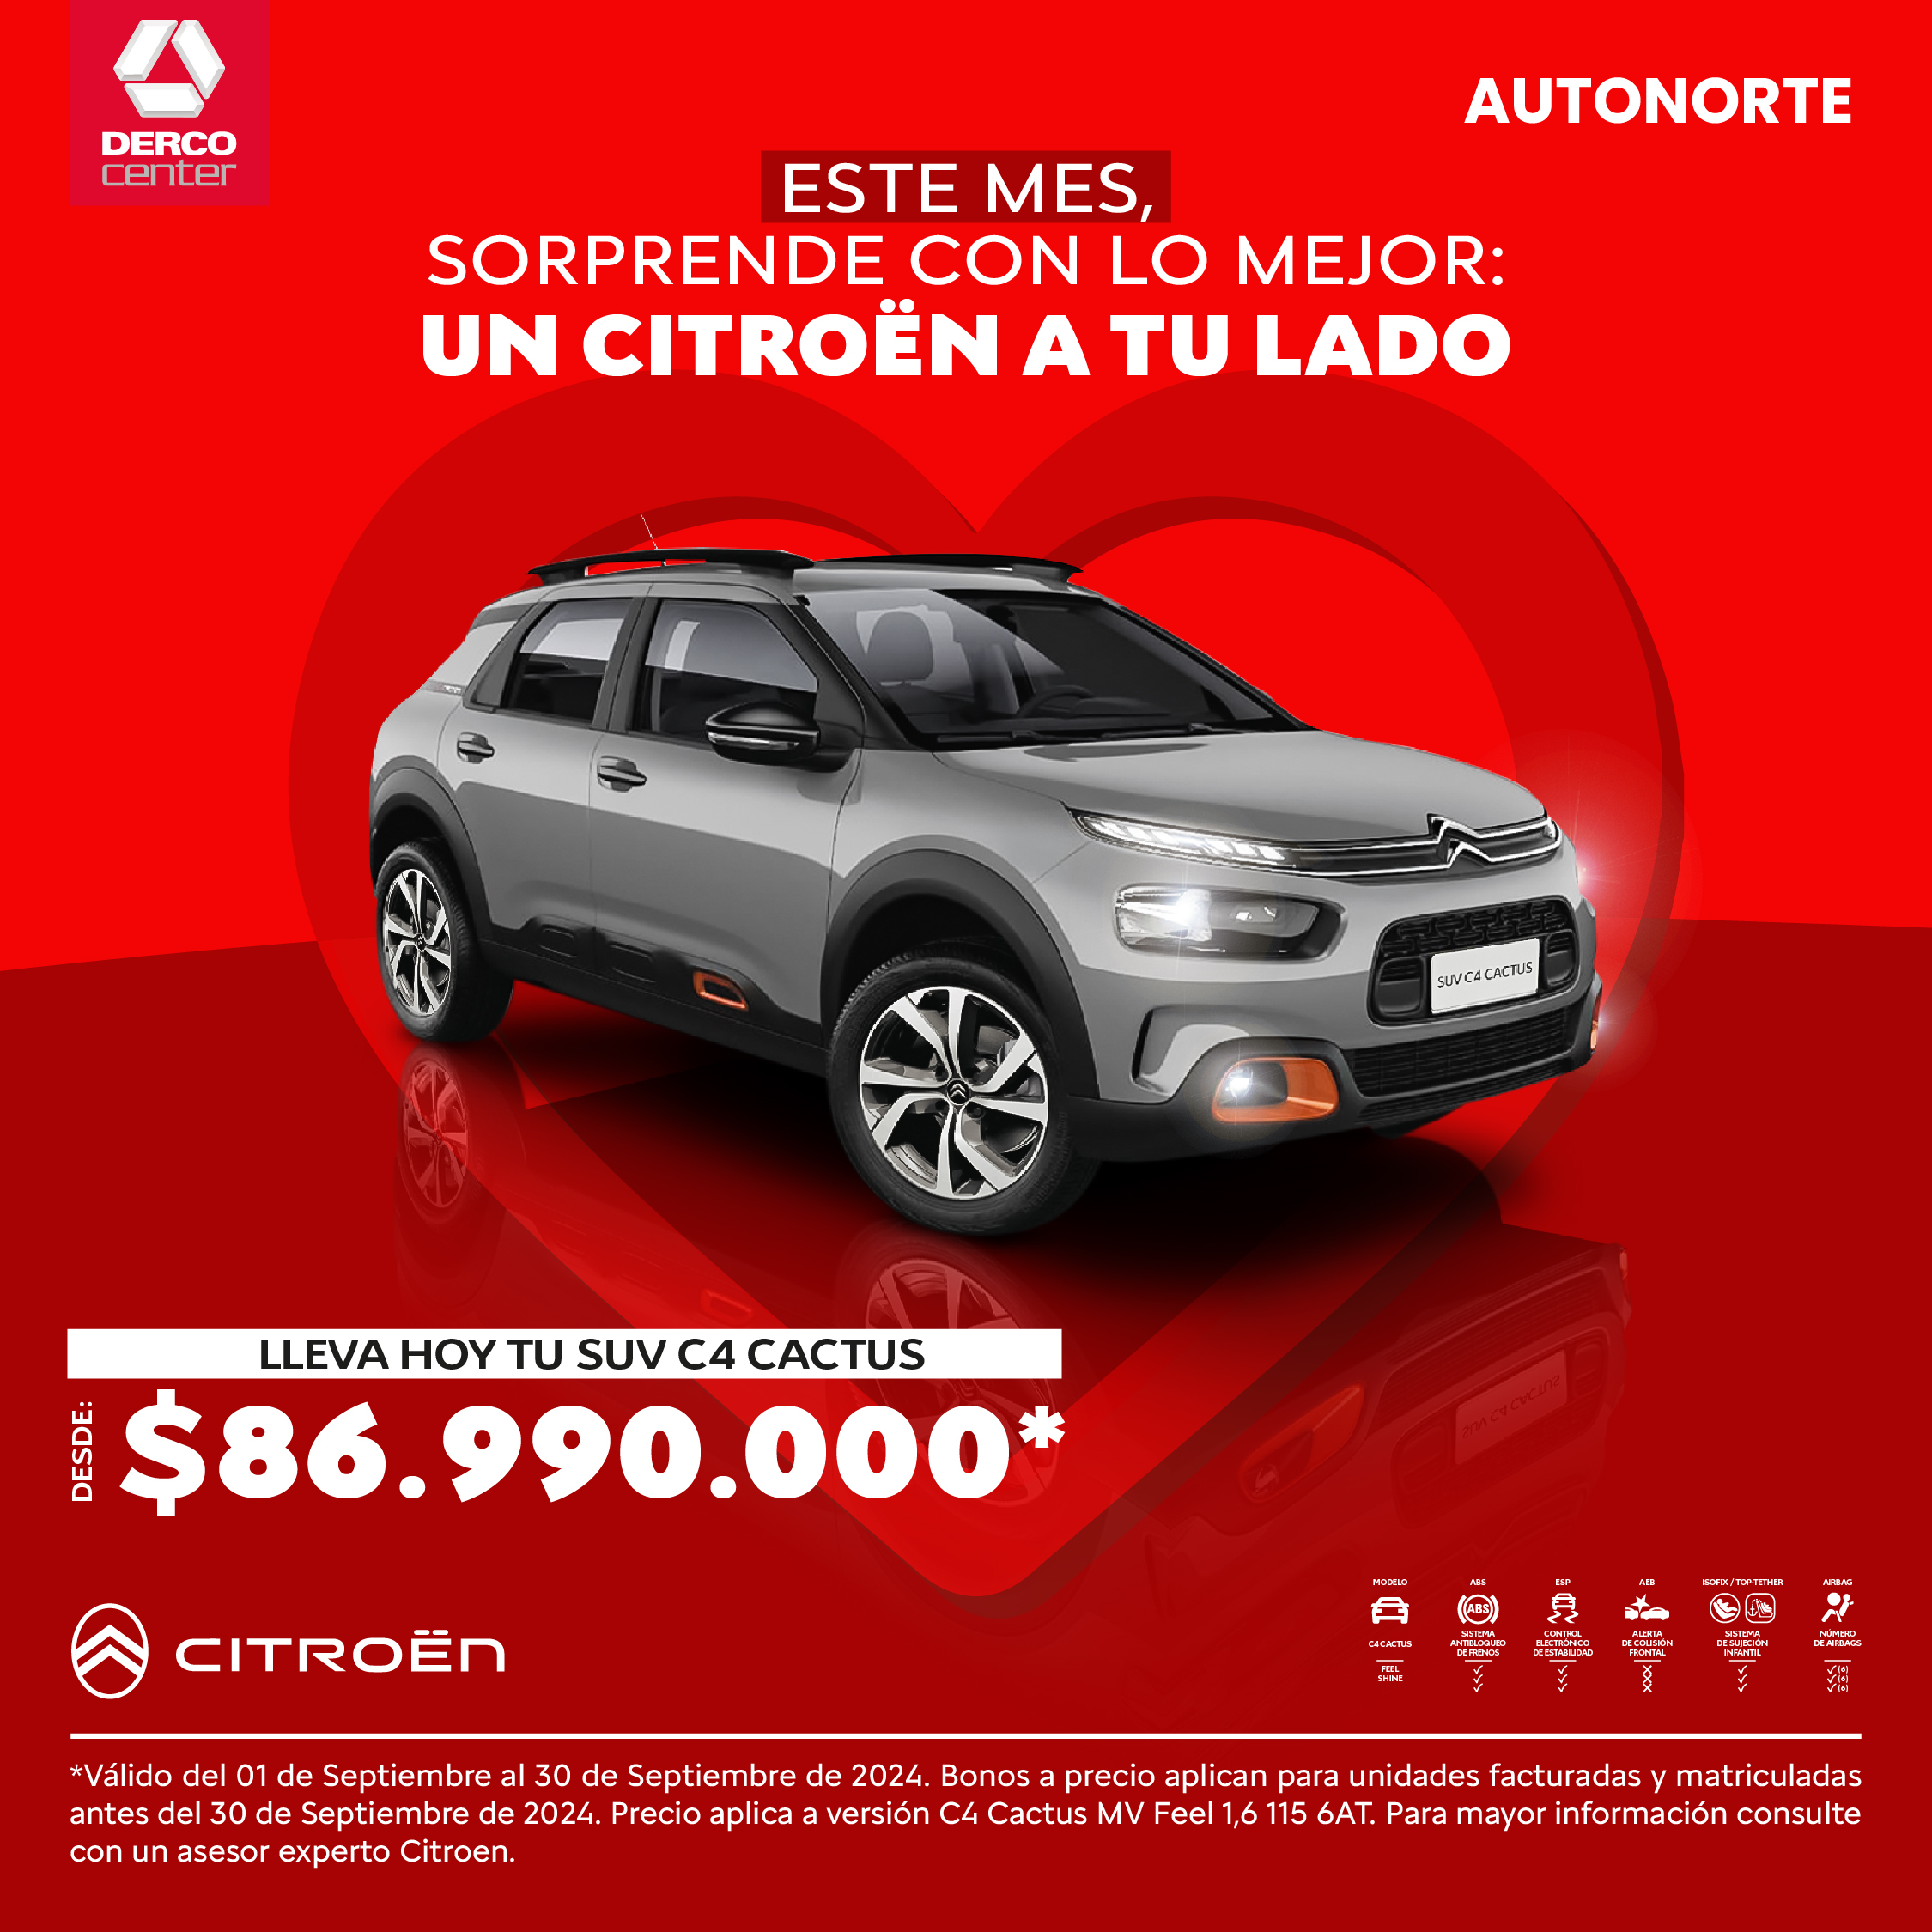 DERCO
center
AUTONORTE
ESTE MES,
SORPRENDE CON LO MEJOR:
UN CITROËN A TU LADO
SUV C4 CACTUS
LLEVA HOY TU SUV C4 CACTUS
DESDE:
$86.990.000*
CITROËN
MODELO
C4 CACTUS
FEEL
SHINE
ABS
ABS
SISTEMA
ANTIBLOQUEO
DE FRENOS
✓
✓
✓
ESP
CONTROL
ELECTRÓNICO
DE ESTABILIDAD
✓
✓
✓
AEB
ALERTA
DE COLISIÓN
FRONTAL
X
X
X
ISOFIX / TOP-TETHER
SISTEMA
DE SUJECIÓN
INFANTIL
✓
✓
✓
AIRBAG
NÚMERO
DE AIRBAGS
✓(6)
✓(6)
✓(6)
*Válido del 01 de Septiembre al 30 de Septiembre de 2024. Bonos a precio aplican para unidades facturadas y matriculadas
antes del 30 de Septiembre de 2024. Precio aplica a versión C4 Cactus MV Feel 1,6 115 6AT. Para mayor información consulte
con un asesor experto Citroen.